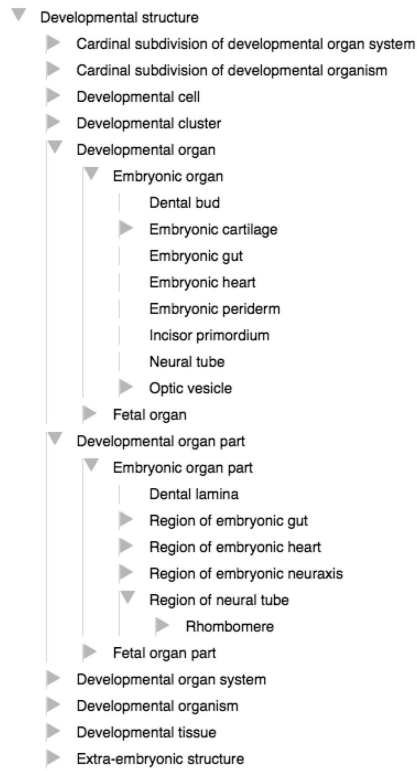 Developmental structure
Cardinal subdivision of developmental organ system
Cardinal subdivision of developmental organism
Developmental cell
Developmental cluster
Developmental organ
Embryonic organ
Dental bud
Embryonic cartilage
Embryonic gut
Embryonic heart
Embryonic periderm
Incisor primordium
Neural tube
Optic vesicle
Fetal organ
Developmental organ part
Embryonic organ part
Dental lamina
Region of embryonic gut
Region of embryonic heart
Region of embryonic neuraxis
Region of neural tube
Rhombomere
Fetal organ part
Developmental organ system
Developmental organism
Developmental tissue
Extra-embryonic structure